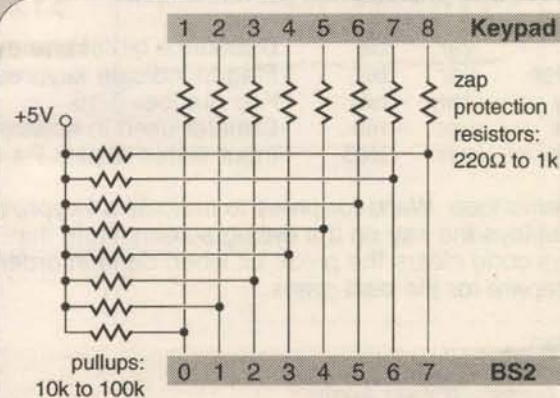 1 2 3 4 5 6 7 8 Keypad
zap
protection
resistors:
220Ω to 1k
+5V
pullups:
10k to 100k
0 1 2 3 4 5 6 7 8 BS2